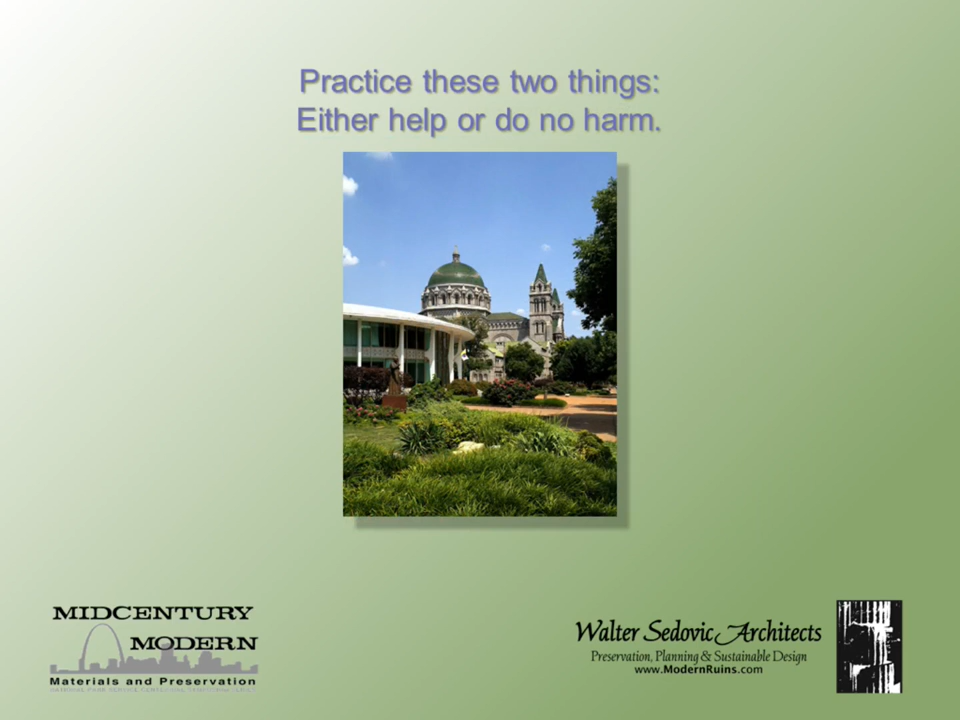 Practice these two things:
Either help or do no harm.
MIDCENTURY
MODERN
Materials and Preservation
Walter Sedovic Architects
Preservation, Planning & Sustainable Design
www.ModernRuins.com